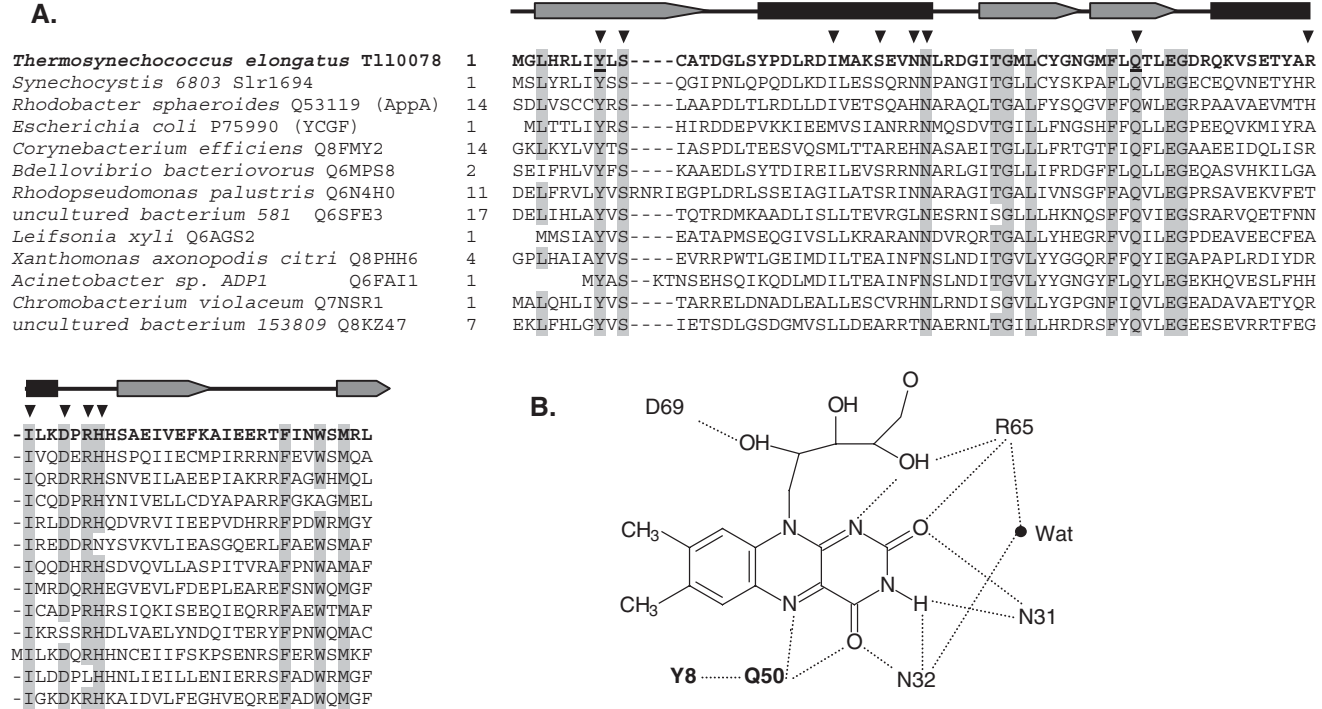 A.
Thermosynechococcus elongatus Tll0078 1 MGLHRLIYLS----CATDGLSYPDLRDIMAKSEVNNLRDGITGMLCYGNGMFLQTLEGDRQKVSETYAR
Synechocystis 6803 Slr1694 1 MSLYRLIYSS----QGIPNLQPQDLKDILESSQRNNPANGITGLLCYSKPAFLQVLEGECEQVNETYHR
Rhodobacter sphaeroides Q53119 (AppA) 14 SDLVSCCYRS----LAAPDLTLRDLLDIVETSQAHNARAQLTGALFYSQGVFFQWLEGRPAAVAEVMTH
Escherichia coli P75990 (YCGF) 1 MLTTLIYRS----HIRDDEPVKKIEEMVSIANRRNMQSDVTGILLFNGSHFFQLLEGPEEQVKMIYRA
Corynebacterium efficiens Q8FMY2 14 GKLKYLVYTS----IASPDLTEESVQSMLTTAREHNASAEITGLLLFRTGTFIQFLEGAAEEIDQLISR
Bdellovibrio bacteriovorus Q6MPS8 2 SEIFHLVYFS----KAAEDLSYTDIREILEVSRRNNARLGITGLLIFRDGFFLQLLEGEQASVHKILGA
Rhodopseudomonas palustris Q6N4H0 11 DELFRVLYVSRNRIEGPLDRLSSEIAGILATSRINNARAGITGALIVNSGFFAQVLEGPRSAVEKVFET
uncultured bacterium 581 Q6SFE3 17 DELIHLAYVS----TQTRDMKAADLISLLTEVRGLNESRNISGLLLHKNQSFFQVIEGSRARVQETFNN
Leifsonia xyli Q6AGS2 1 MMSIAYVS----EATAPMSEQGIVSLLKRARANNDVRQRTGALLYHEGRFVQILEGPDEAVEECFEA
Xanthomonas axonopodis citri Q8PHH6 4 GPLHAIAYVS----EVRRPWTLGEIMDILTEAINFNSLNDITGVLYYGGQRFFQYIEGAPAPLRDIYDR
Acinetobacter sp. ADP1 Q6FAI1 1 MYAS--KTNSEHSQIKQDLMDILTEAINFNSLNDITGVLYYGNGYFLQYLEGEKHQVESLFHH
Chromobacterium violaceum Q7NSR1 1 MALQHLIYVS----TARRELDNADLEALLESCVRHNLRNDISGVLLYGPGNFIQVLEGEADAVAETYQR
uncultured bacterium 153809 Q8KZ47 7 EKLFHLGYVS----IETSDLGSDGMVSLLDEARRTNAERNLTGILLHRDRSFYQVLEGEESEVRRTFEG
-ILKDPRHHSAEIVEFKAIEERTFINWSMRL
-IVQDERHHSPQIIECMPIRRRNFEVWSMQA
-IQRDRRHSNVEILAEEPIAKRRFAGWHMQL
-ICQDPRHYNIVELLCDYAPARRFGKAGMEL
-IRLDDRHQDVRVIIEEPVDHRRFPDWRMGY
-IREDDRNYSVKVLIEASGQERLFAEWSMAF
-IQQDHRHSDVQVLLASPITVRAFPNWAMAF
-IMRDQRHEGVEVLFDEPLEAREFSNWQMGF
-ICADPRHRSIQKISEEQIEQRRFAEWTMAF
-IKRSSRHDLVAELYNDQITERYFPNWQMAC
MILKDQRHHNCEIIFSKPSENRSFERWSMKF
-ILDDPLHHNLIEILLENIERRSFADWRMGF
-IGKDKRHKAIDVLFEGHVEQREFADWQMGF
B.
O
D69
OH
R65
OH
OH
CH3
N
N
O
Wat
CH3
N
N
H
N31
O
Y8
Q50
N32